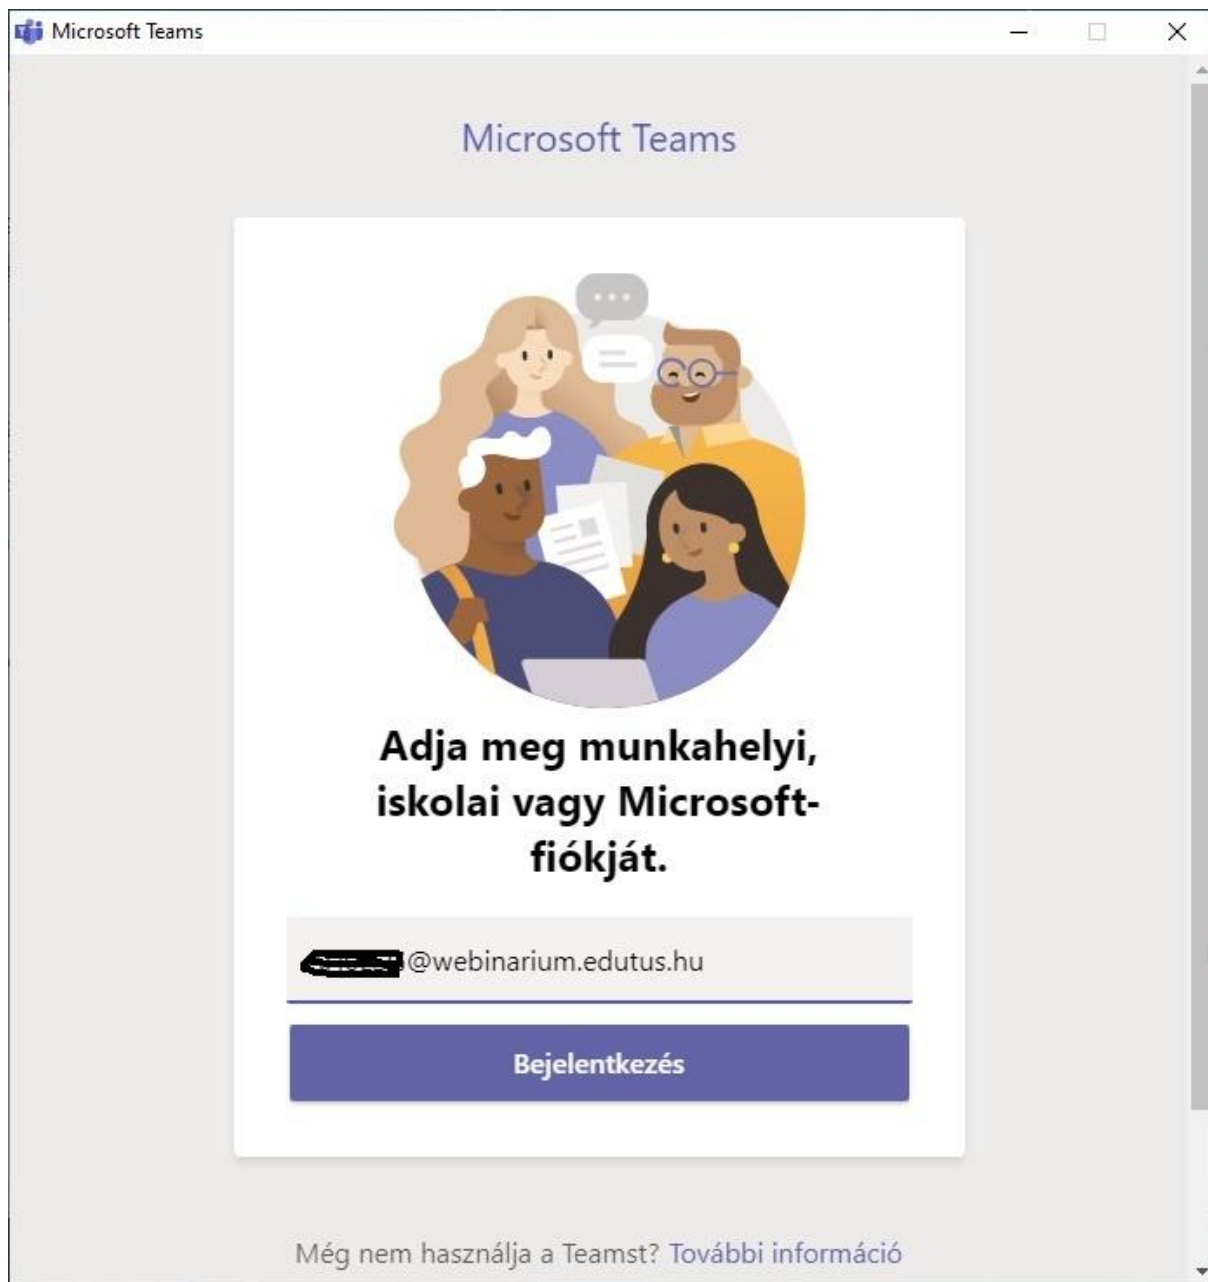 Microsoft Teams
Microsoft Teams
Adja meg munkahelyi,
iskolai vagy Microsoft-
fiókját.
@webinarium.edutus.hu
Bejelentkezés
Még nem használja a Teamst? További információ